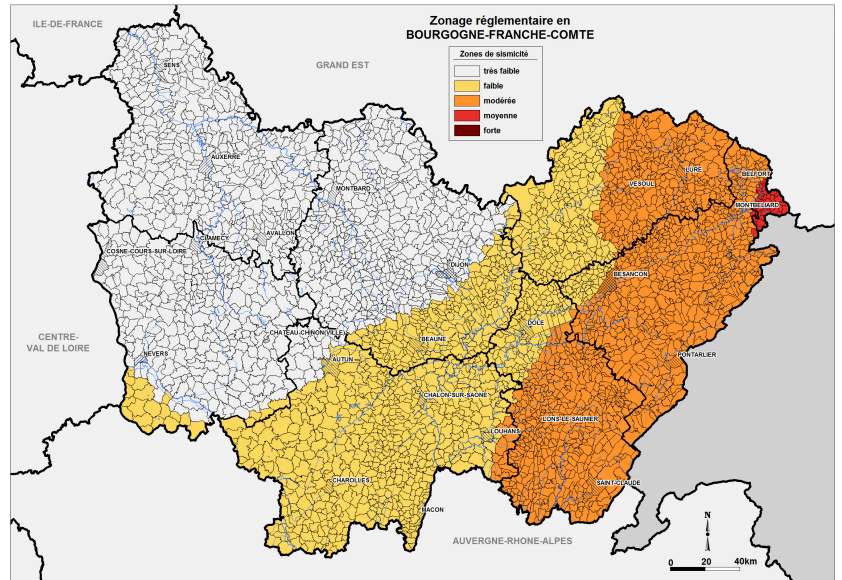 Zonage réglementaire en
BOURGOGNE-FRANCHE-COMTE
Zones de sismicité
très faible
faible
modérée
moyenne
forte
ILE-DE-FRANCE
GRAND EST
SENS
AUXERRE
MONTBARD
VESOUL
LURE
BELFORT
MONTBELIARD
CLAMECY
AVALLON
COSNE-COURS-SUR-LOIRE
DIJON
BESANCON
CENTRE-
VAL DE LOIRE
CHATEAU-CHINON(VILLE)
DOLE
BEAUNE
NEVERS
AUTUN
PONTARLIER
CHALON-SUR-SAONE
LONS-LE-SAUNIER
LOUHANS
CHAROLLES
SAINT-CLAUDE
MACON
AUVERGNE-RHONE-ALPES
N
0 20 40km